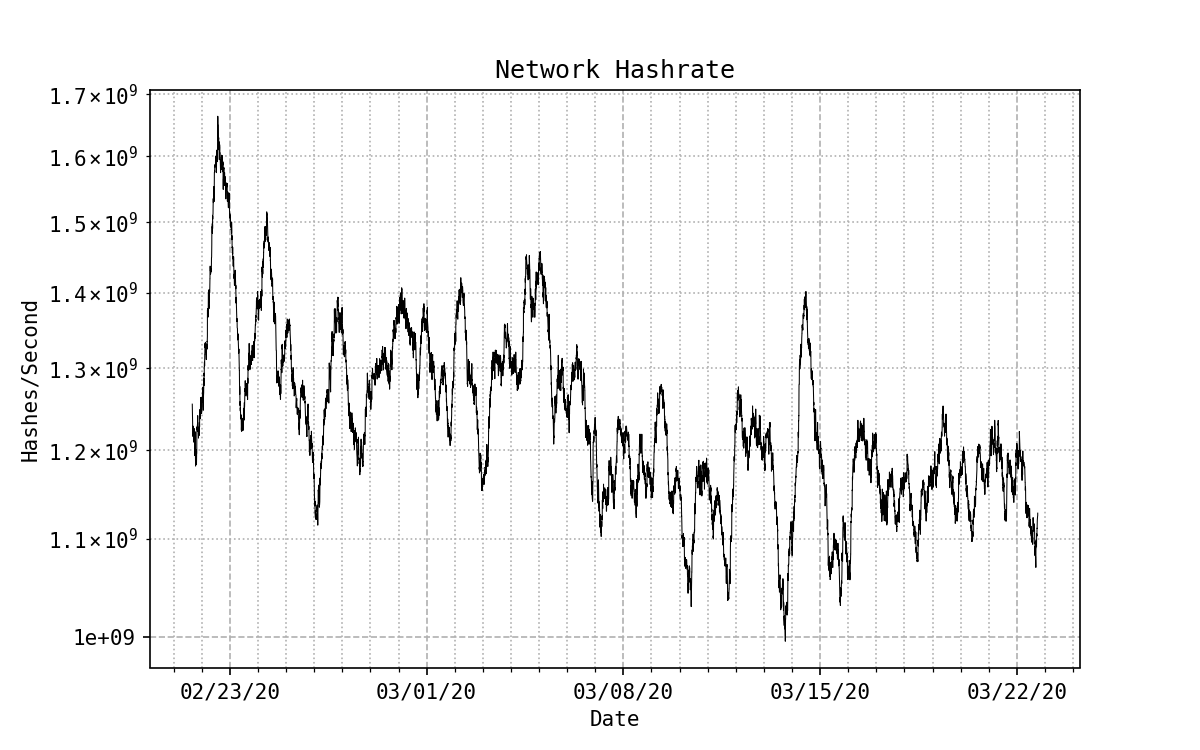 Network Hashrate
1.7×10⁹
1.6×10⁹
1.5×10⁹
1.4×10⁹
1.3×10⁹
1.2×10⁹
1.1×10⁹
1e+09
Hashes/Second
02/23/20 03/01/20 03/08/20 03/15/20 03/22/20
Date